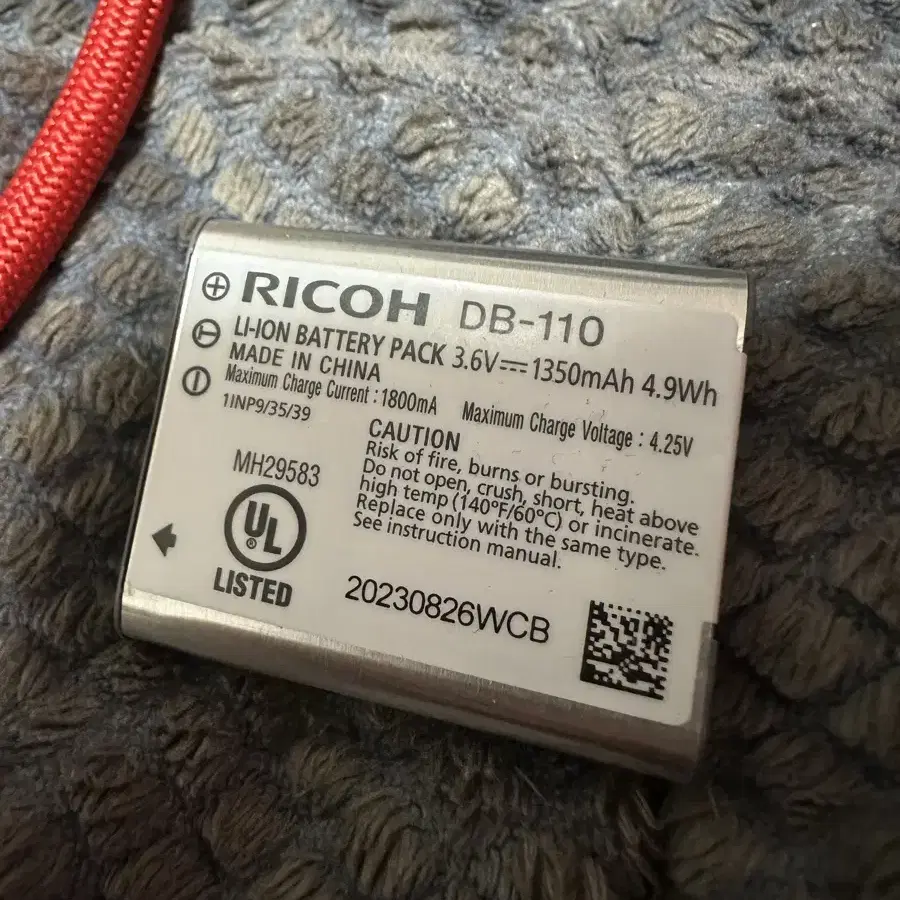 RICOH DB-110
LI-ION BATTERY PACK 3.6V⎓1350mAh 4.9Wh
MADE IN CHINA
Maximum Charge Current : 1800mA Maximum Charge Voltage : 4.25V
1INP9/35/39
CAUTION
Risk of fire, burns or bursting.
Do not open, crush, short, heat above
high temp (140°F/60°C) or incinerate.
Replace only with the same type.
See instruction manual.
MH29583
UL ®
LISTED
20230826WCB